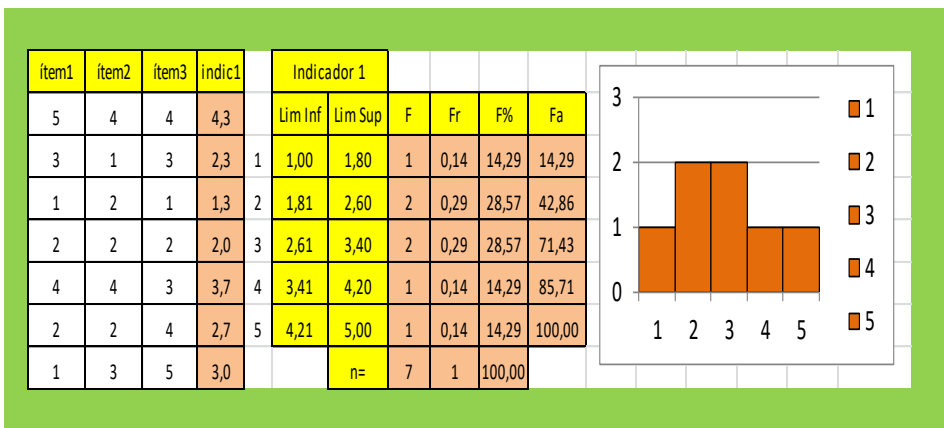 ítem1 ítem2 ítem3 indic1 Indicador 1
5 4 4 4,3 Lim Inf Lim Sup F Fr F% Fa
3 1 3 2,3 1 1,00 1,80 1 0,14 14,29 14,29
1 2 1 1,3 2 1,81 2,60 2 0,29 28,57 42,86
2 2 2 2,0 3 2,61 3,40 2 0,29 28,57 71,43
4 4 3 3,7 4 3,41 4,20 1 0,14 14,29 85,71
2 2 4 2,7 5 4,21 5,00 1 0,14 14,29 100,00
1 3 5 3,0 n= 7 1 100,00
3
2
1
0
1 2 3 4 5
1
2
3
4
5